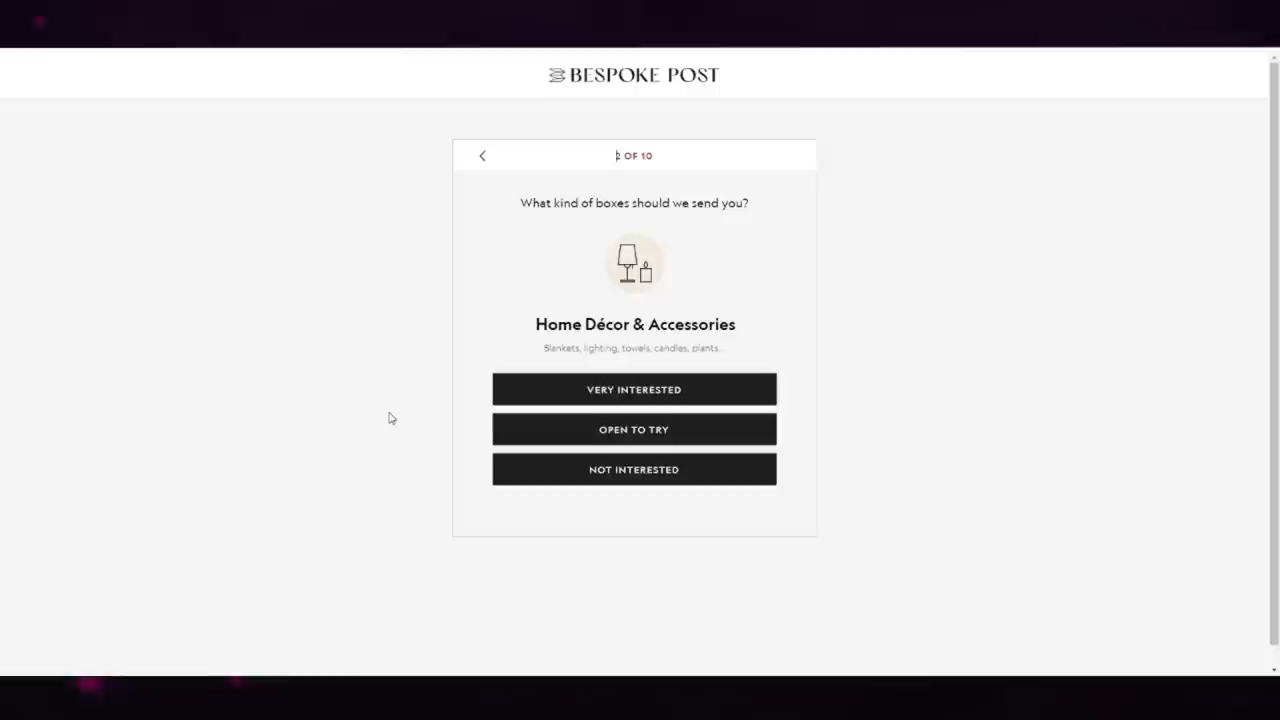 BESPOKE POST
2 OF 10
What kind of boxes should we send you?
Home Décor & Accessories
Blankets, lighting, towels, candles, plants...
VERY INTERESTED
OPEN TO TRY
NOT INTERESTED